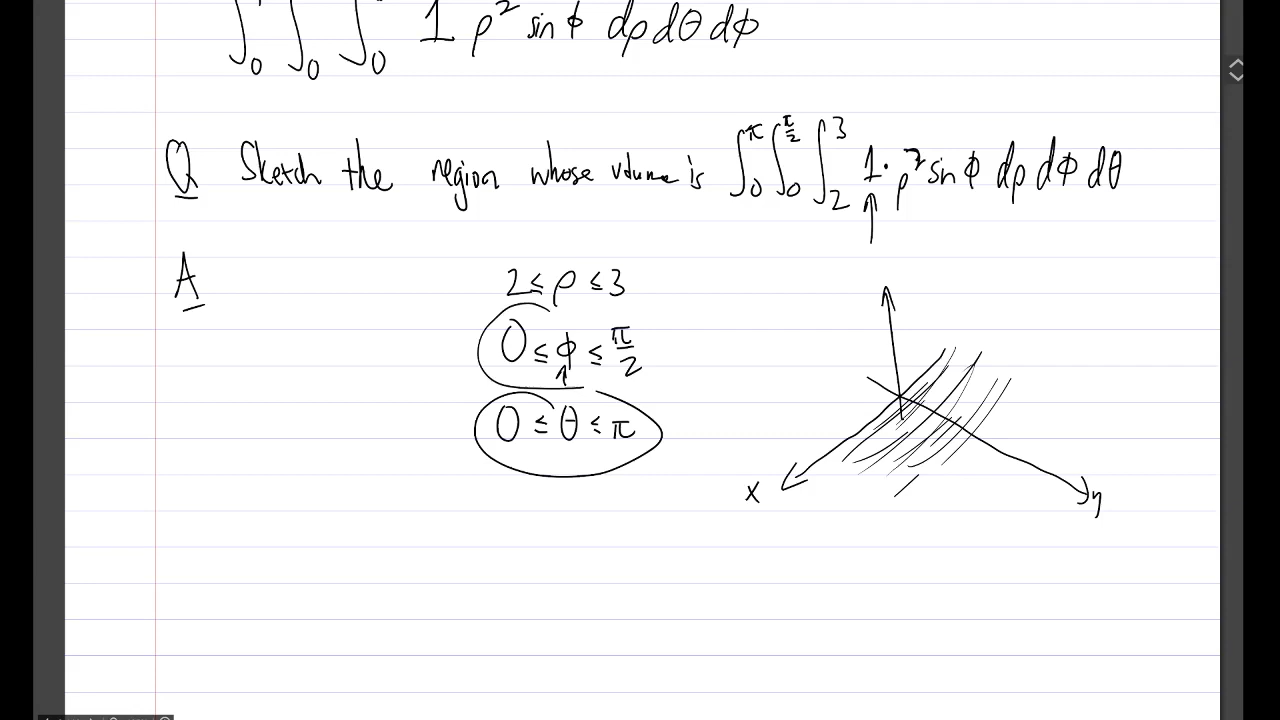 ∫₀ ∫₀ ∫₀ 1 ρ² sin ϕ dρ dθ dϕ
Q Sketch the region whose volume is ∫₀^π ∫₀^(π/2) ∫₂³ 1 · ρ² sin ϕ dρ dϕ dθ
A
2 ≤ ρ ≤ 3
0 ≤ ϕ ≤ π/2
0 ≤ θ ≤ π
x
y